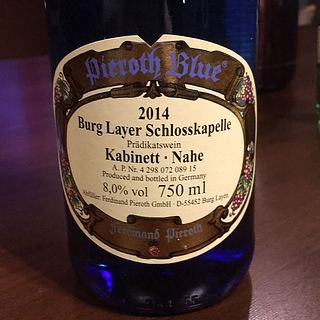 Pieroth Blue®
2014
Burg Layer Schlosskapelle
Prädikatswein
Kabinett · Nahe
A. P. Nr. 4 298 072 089 15
Produced and bottled in Germany
8,0% vol 750 ml
Abfüller: Ferdinand Pieroth GmbH · D-55452 Burg Layen
Ferdinand Pieroth